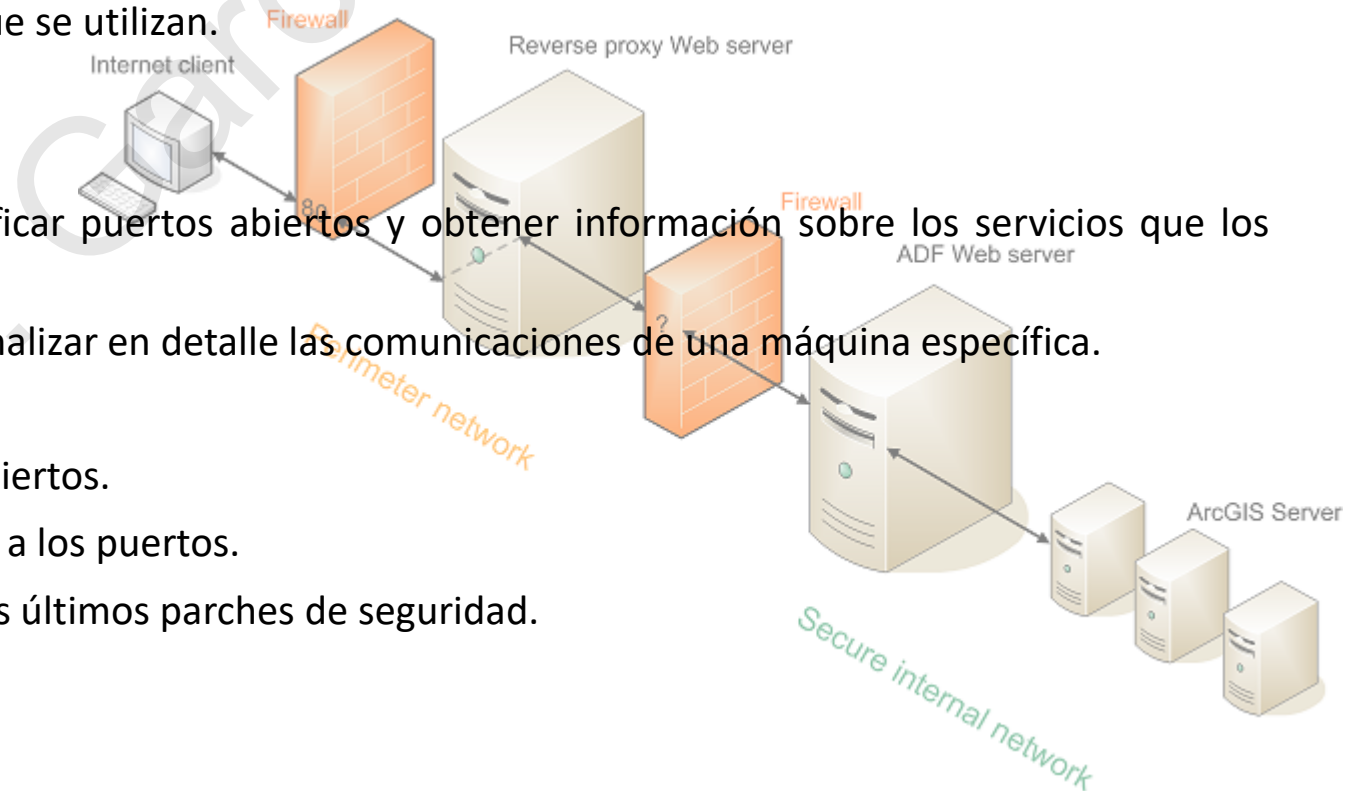 ue se utilizan.
Firewall
Reverse proxy Web server
Internet client
80
Firewall
ficar puertos abiertos y obtener información sobre los servicios que los
ADF Web server
?
nalizar en detalle las comunicaciones de una máquina específica.
Perimeter network
iertos.
ArcGIS Server
a los puertos.
s últimos parches de seguridad.
Secure internal network